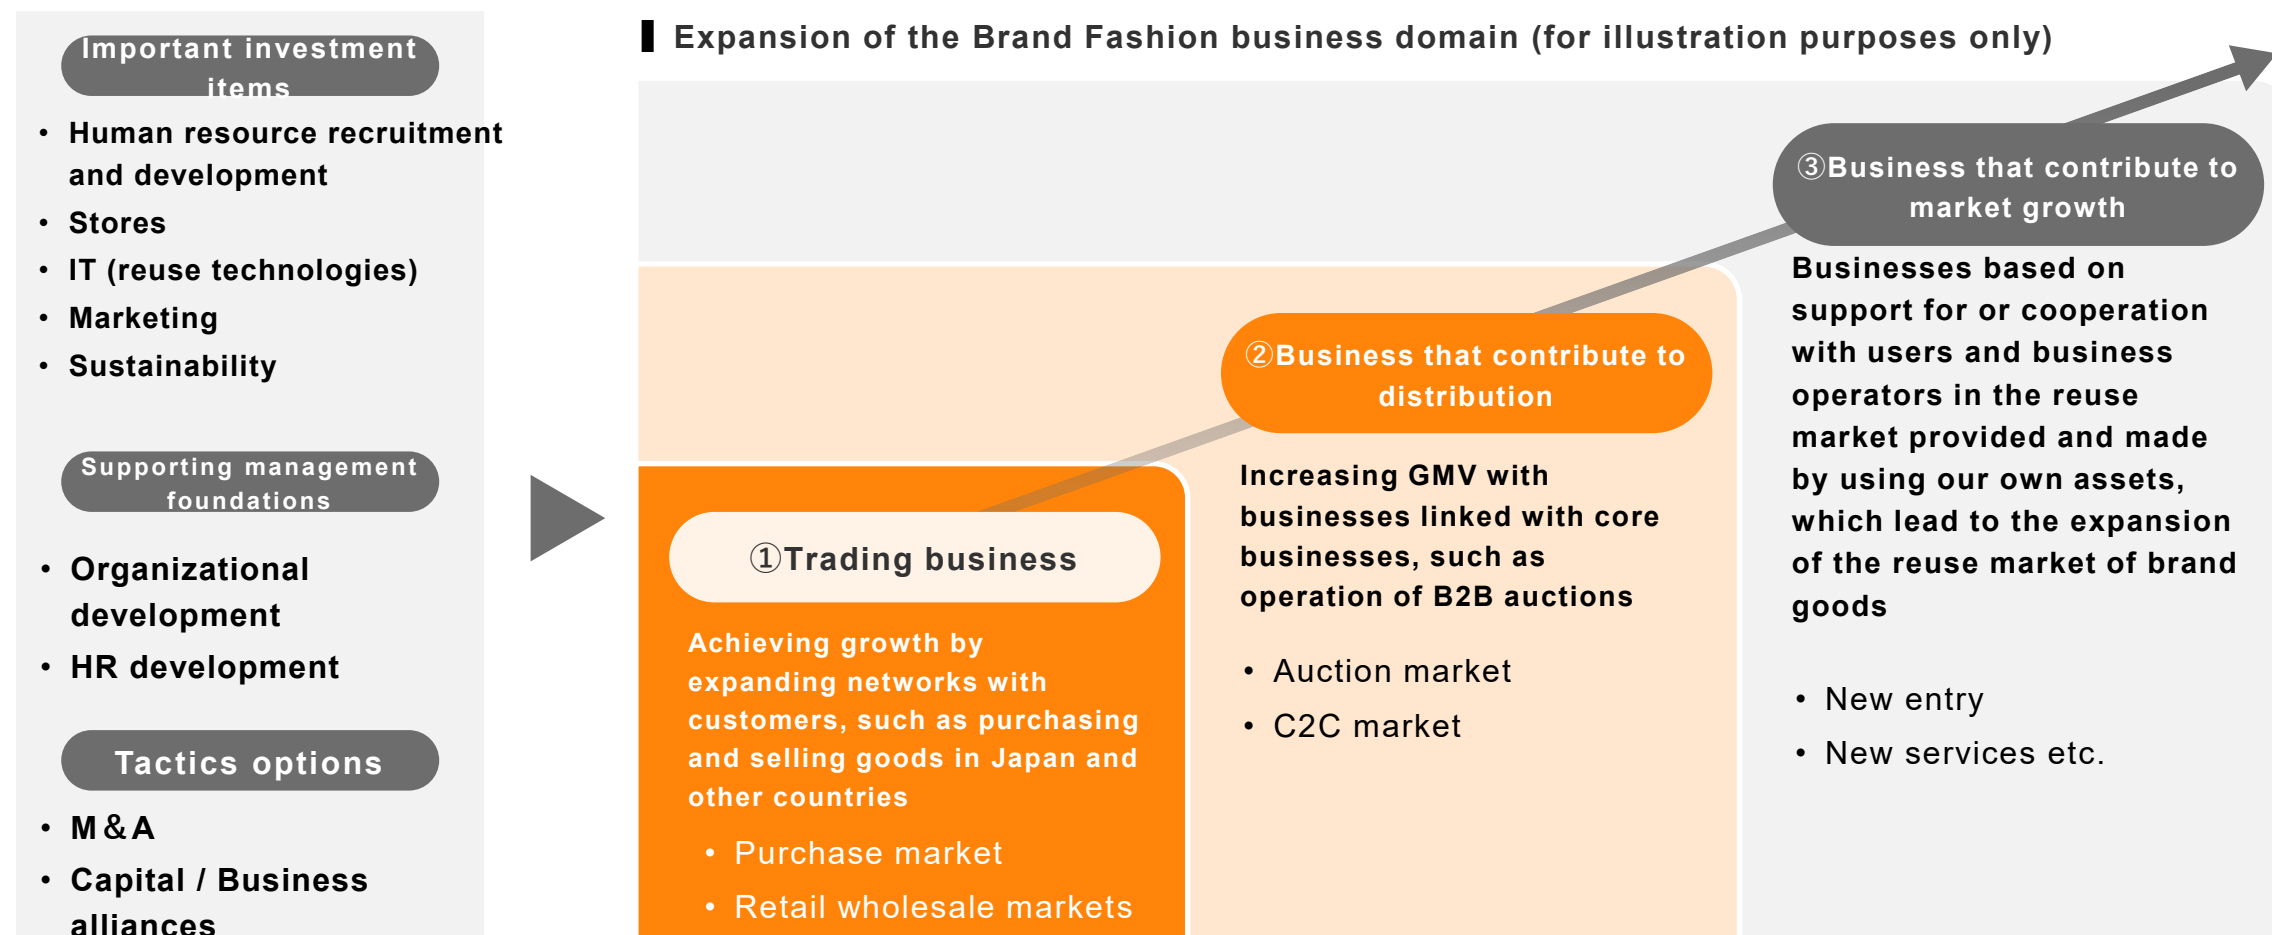 Important investment
items
• Human resource recruitment
and development
• Stores
• IT (reuse technologies)
• Marketing
• Sustainability
Supporting management
foundations
• Organizational
development
• HR development
Tactics options
• M&A
• Capital / Business
alliances
Expansion of the Brand Fashion business domain (for illustration purposes only)
①Trading business
Achieving growth by
expanding networks with
customers, such as purchasing
and selling goods in Japan and
other countries
• Purchase market
• Retail wholesale markets
②Business that contribute to
distribution
Increasing GMV with
businesses linked with core
businesses, such as
operation of B2B auctions
• Auction market
• C2C market
③Business that contribute to
market growth
Businesses based on
support for or cooperation
with users and business
operators in the reuse
market provided and made
by using our own assets,
which lead to the expansion
of the reuse market of brand
goods
• New entry
• New services etc.